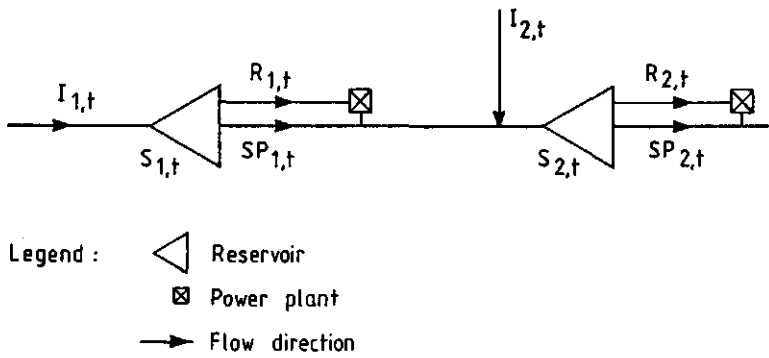 I2,t
R1,t
R2,t
I1,t
S1,t
SP1,t
S2,t
SP2,t
Legend :
Reservoir
Power plant
Flow direction